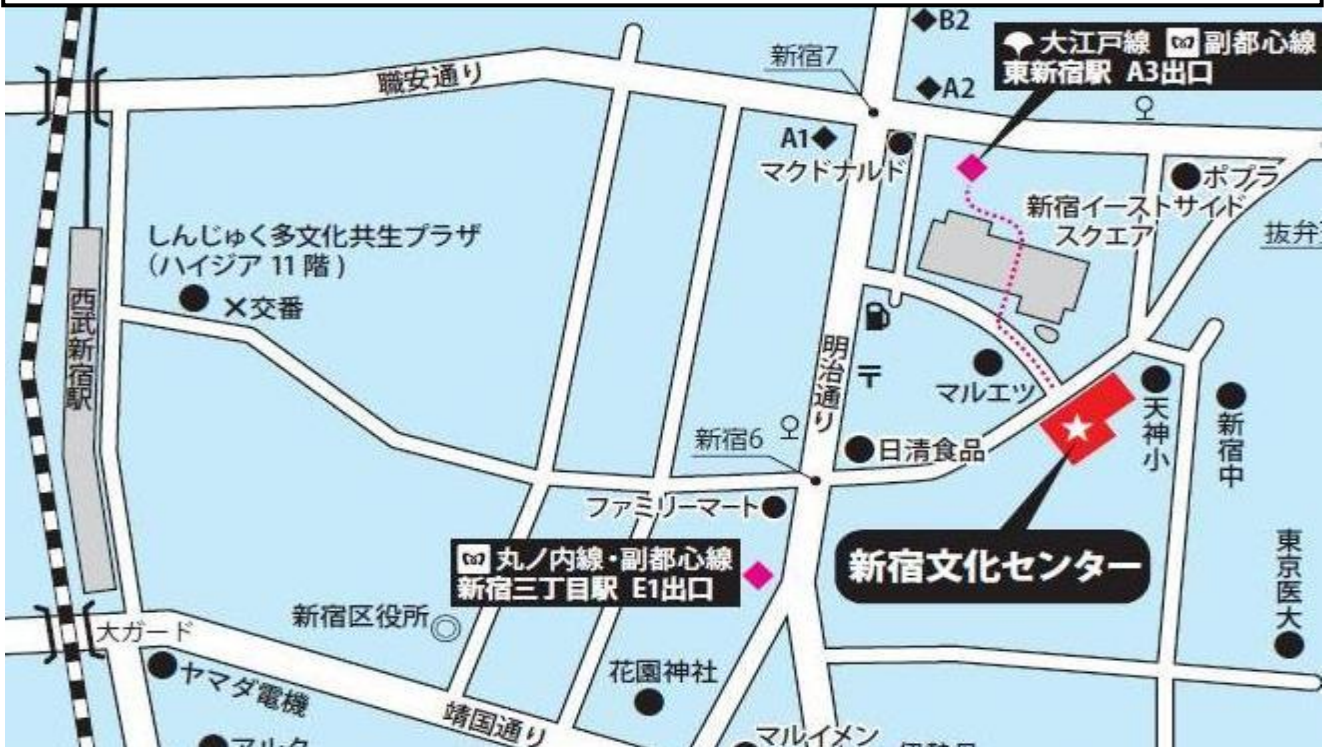 B2
大江戸線 副都心線
東新宿駅 A3出口
新宿7
職安通り
A2
A1
マクドナルド
ポプラ
新宿イーストサイド
スクエア
抜弁
しんじゅく多文化共生プラザ
(ハイジア 11 階 )
交番
西武新宿駅
明治通り
〒
マルエツ
天神小
新宿中
新宿6
日清食品
ファミリーマート
丸ノ内線・副都心線
新宿三丁目駅 E1出口
新宿文化センター
東京医大
新宿区役所
大ガード
ヤマダ電機
花園神社
靖国通り
マルイメン